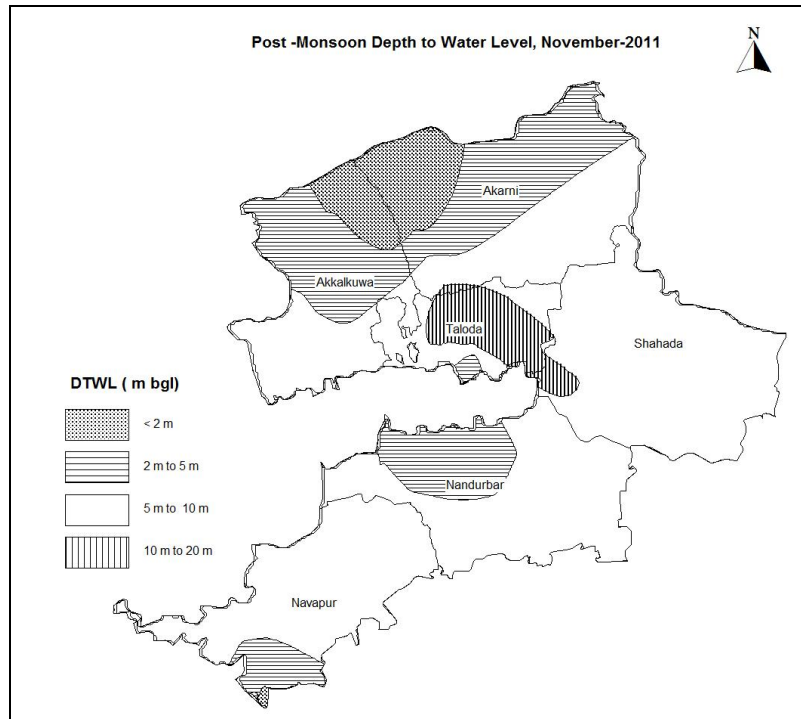 Post -Monsoon Depth to Water Level, November-2011
N
Akarni
Akkalkuwa
Taloda
Shahada
DTWL ( m bgl)
< 2 m
2 m to 5 m
5 m to 10 m
10 m to 20 m
Nandurbar
Navapur